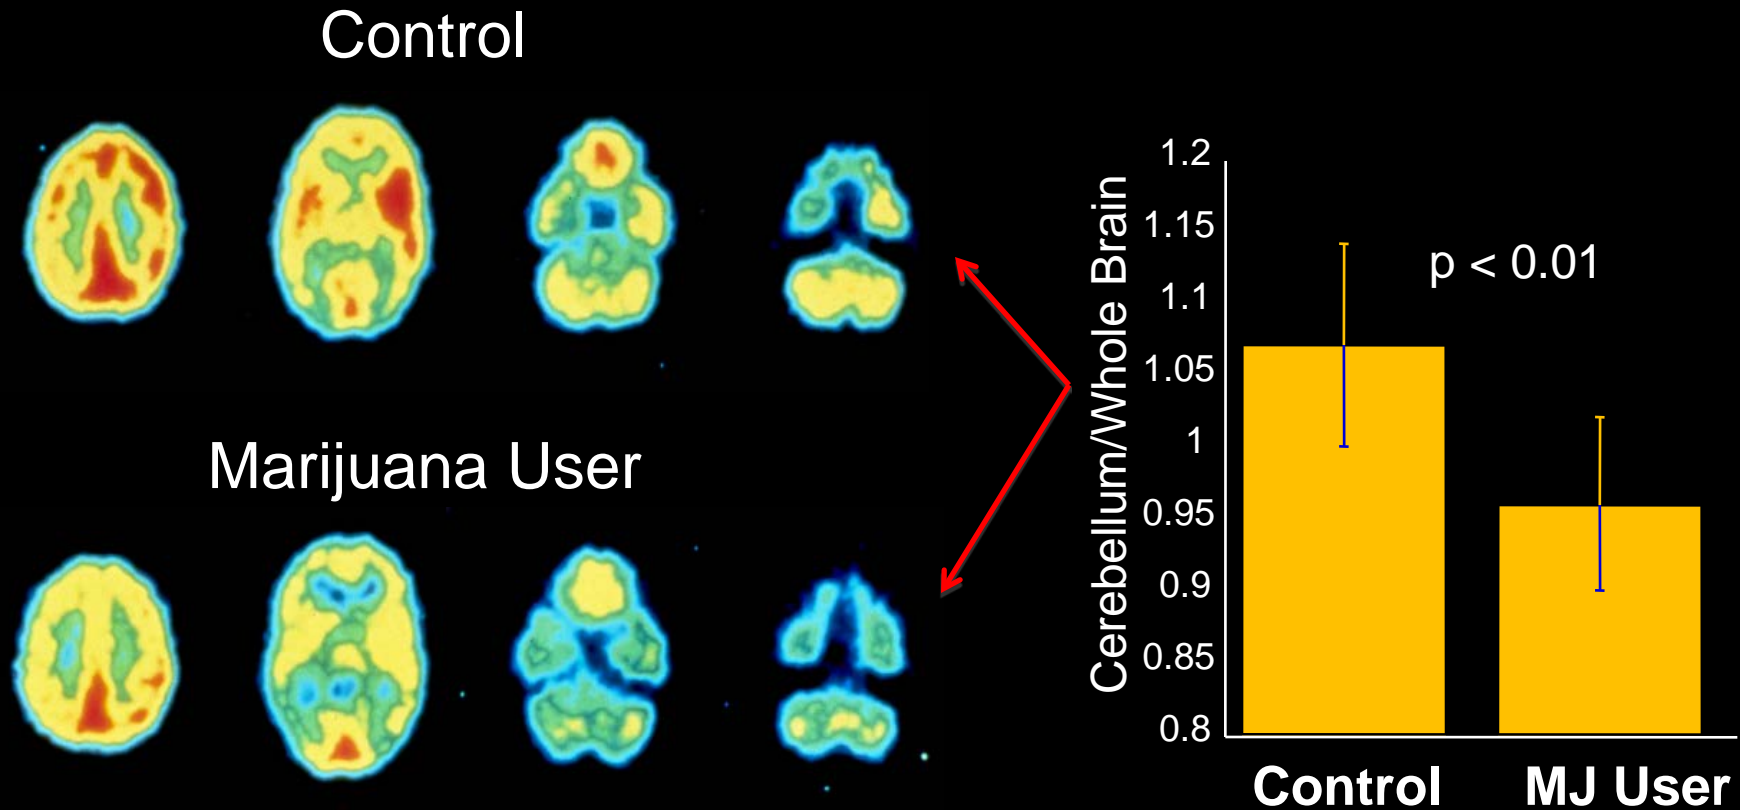 Control
Marijuana User
Cerebellum/Whole Brain
1.2
1.15
1.1
1.05
1
0.95
0.9
0.85
0.8
p < 0.01
Control
MJ User